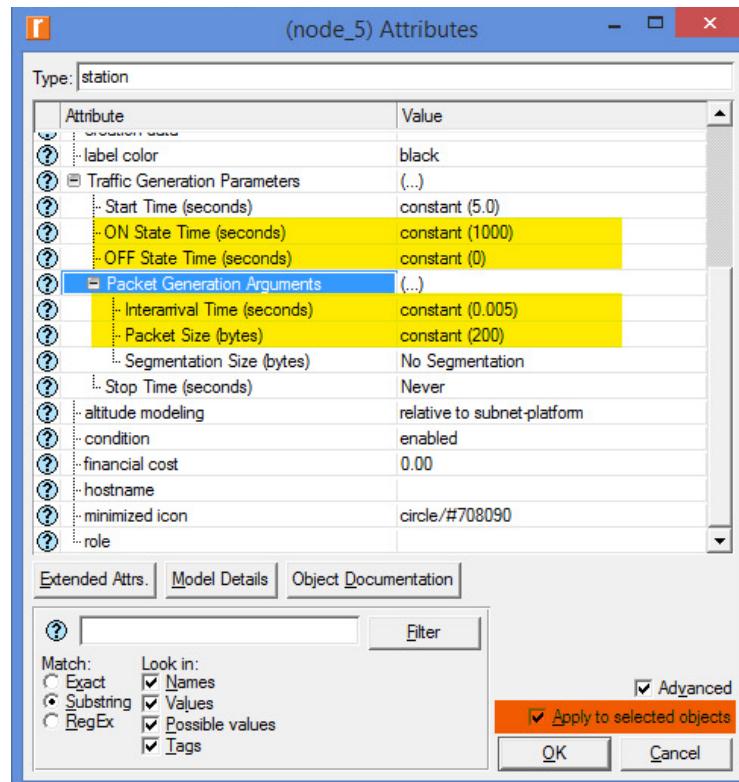 (node_5) Attributes
Type: station
Attribute Value
label color black
Traffic Generation Parameters (...)
Start Time (seconds) constant (5.0)
ON State Time (seconds) constant (1000)
OFF State Time (seconds) constant (0)
Packet Generation Arguments (...)
Interarrival Time (seconds) constant (0.005)
Packet Size (bytes) constant (200)
Segmentation Size (bytes) No Segmentation
Stop Time (seconds) Never
altitude modeling relative to subnet-platform
condition enabled
financial cost 0.00
hostname
minimized icon circle/#708090
role
Extended Attrs. Model Details Object Documentation
Filter
Match: Look in:
Exact Names
Substring Values
RegEx Possible values
Tags
Advanced
Apply to selected objects
OK Cancel